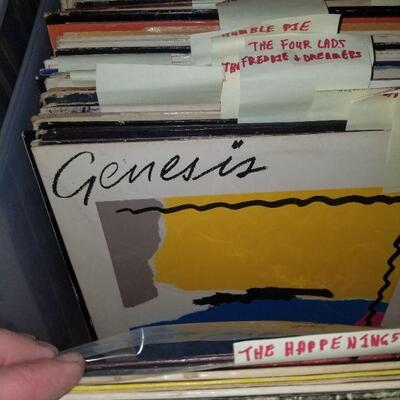 HUMBLE PIE
THE FOUR LADS
FREDDIE & DREAMERS
Genesis
THE HAPPENINGS